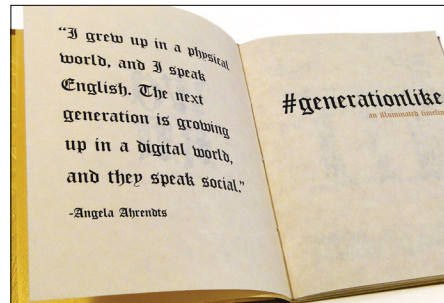 “I grew up in a physical
world, and I speak
English. The next
generation is growing
up in a digital world,
and they speak social.”
-Angela Ahrendts
#generationlike
an illuminated timeline